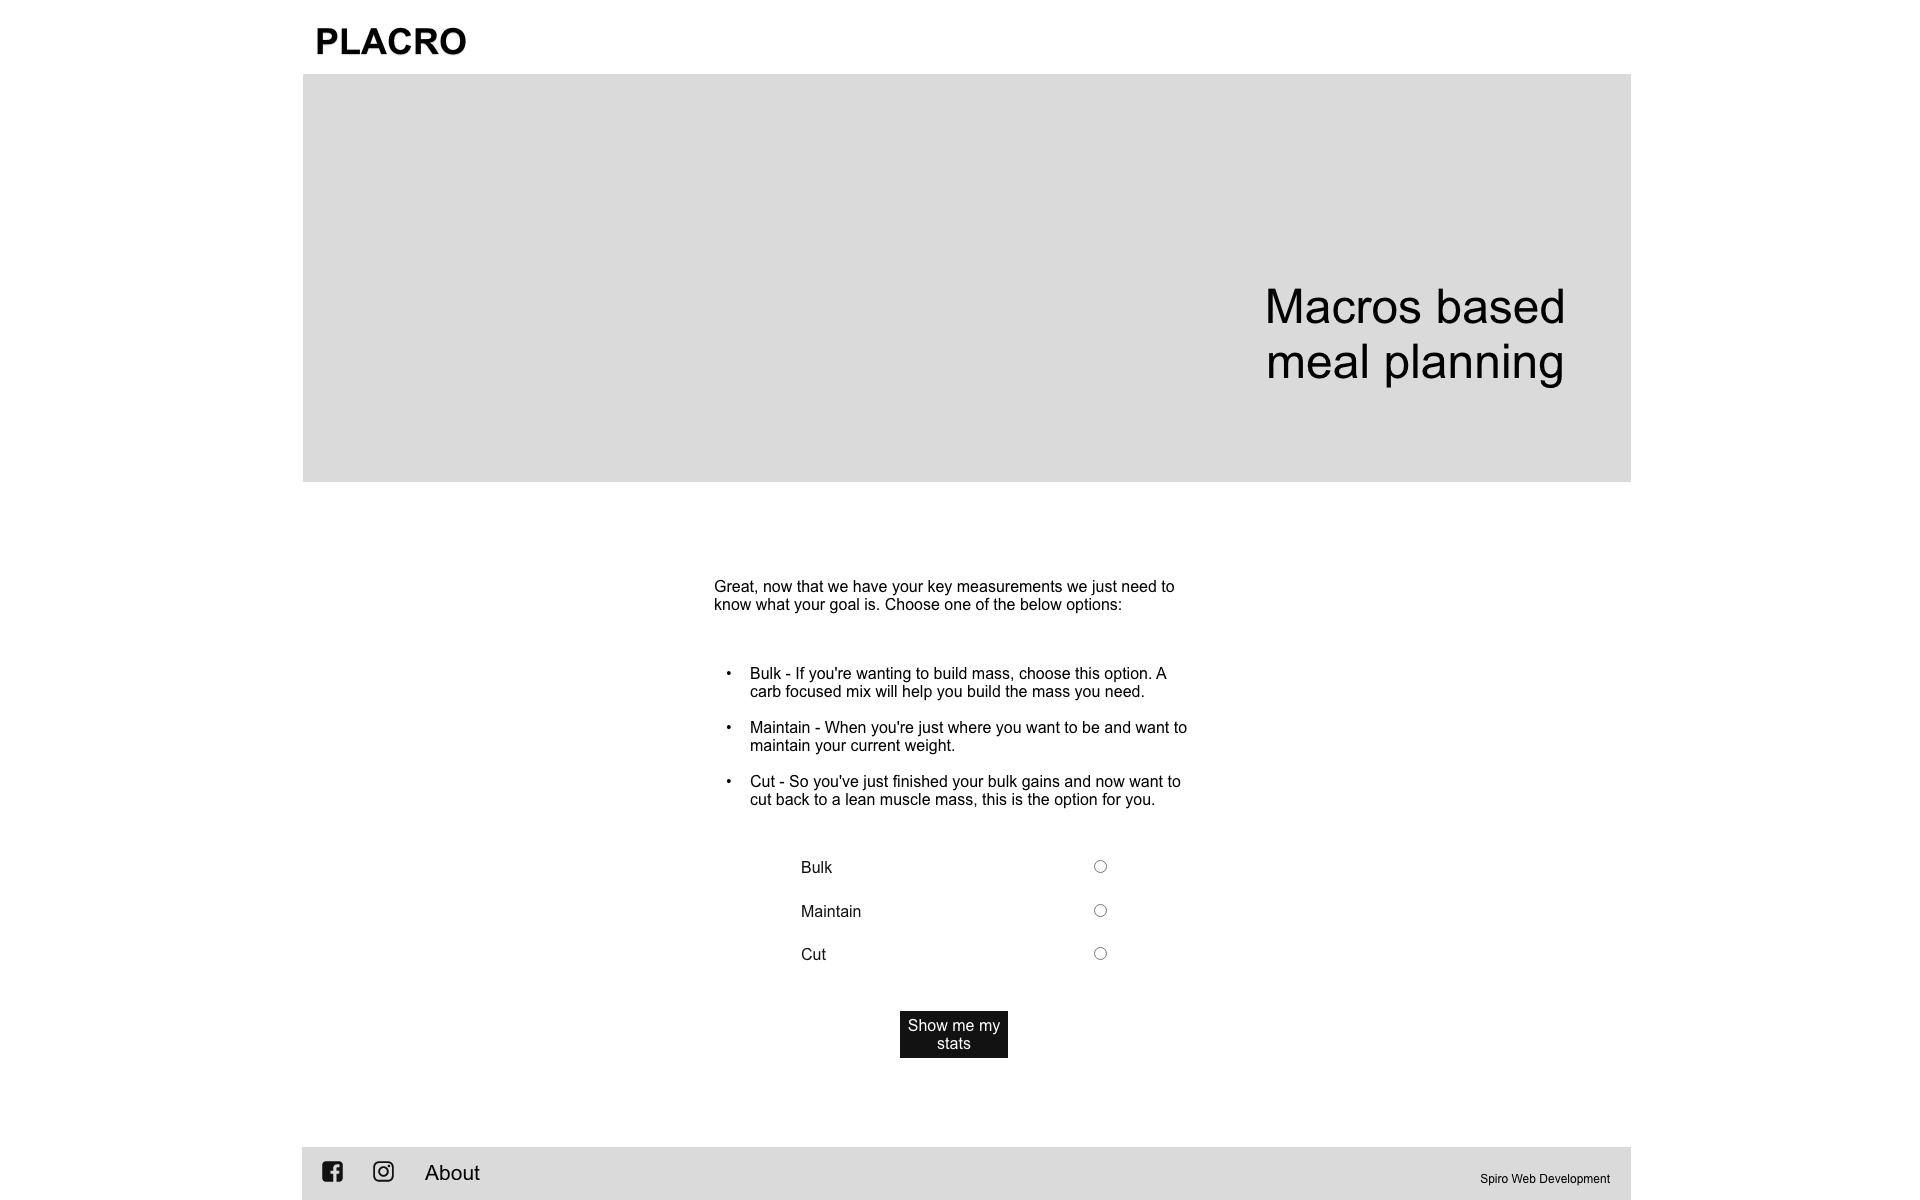 PLACRO
Macros based
meal planning
Great, now that we have your key measurements we just need to
know what your goal is. Choose one of the below options:
• Bulk - If you're wanting to build mass, choose this option. A
carb focused mix will help you build the mass you need.
• Maintain - When you're just where you want to be and want to
maintain your current weight.
• Cut - So you've just finished your bulk gains and now want to
cut back to a lean muscle mass, this is the option for you.
Bulk
Maintain
Cut
Show me my
stats
About
Spiro Web Development